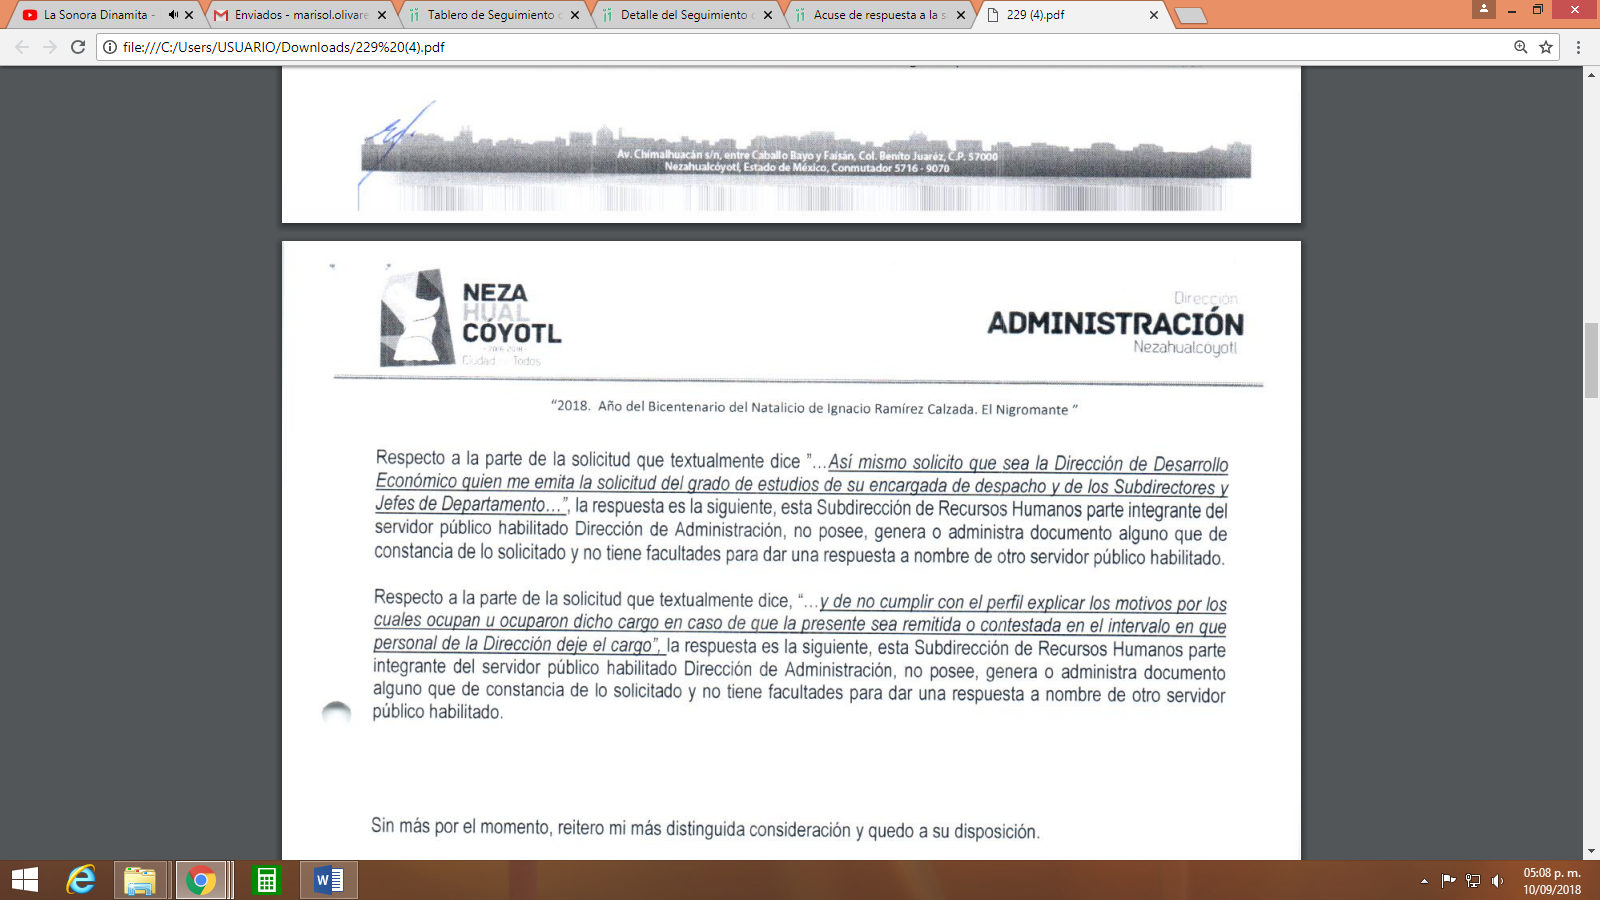 La Sonora Dinamita -
Enviados - marisol.olivare
Tablero de Seguimiento
Detalle del Seguimiento
Acuse de respuesta a la s
229 (4).pdf
file:///C:/Users/USUARIO/Downloads/229%20(4).pdf
Av. Chimalhuacán s/n, entre Caballo Bayo y Faisán, Col. Benito Juárez, C.P. 57000
Nezahualcóyotl, Estado de México, Conmutador 5716 - 9070
NEZA
HUAL
CÓYOTL
Ciudad Todos
Dirección
ADMINISTRACIÓN
Nezahualcóyotl
“2018. Año del Bicentenario del Natalicio de Ignacio Ramírez Calzada. El Nigromante ”
Respecto a la parte de la solicitud que textualmente dice ”…Así mismo solicito que sea la Dirección de Desarrollo
Económico quien me emita la solicitud del grado de estudios de su encargada de despacho y de los Subdirectores y
Jefes de Departamento…”, la respuesta es la siguiente, esta Subdirección de Recursos Humanos parte integrante del
servidor público habilitado Dirección de Administración, no posee, genera o administra documento alguno que de
constancia de lo solicitado y no tiene facultades para dar una respuesta a nombre de otro servidor público habilitado.
Respecto a la parte de la solicitud que textualmente dice, “…y de no cumplir con el perfil explicar los motivos por los
cuales ocupan u ocuparon dicho cargo en caso de que la presente sea remitida o contestada en el intervalo en que
personal de la Dirección deje el cargo”, la respuesta es la siguiente, esta Subdirección de Recursos Humanos parte
integrante del servidor público habilitado Dirección de Administración, no posee, genera o administra documento
alguno que de constancia de lo solicitado y no tiene facultades para dar una respuesta a nombre de otro servidor
público habilitado.
Sin más por el momento, reitero mi más distinguida consideración y quedo a su disposición.
05:08 p. m.
10/09/2018